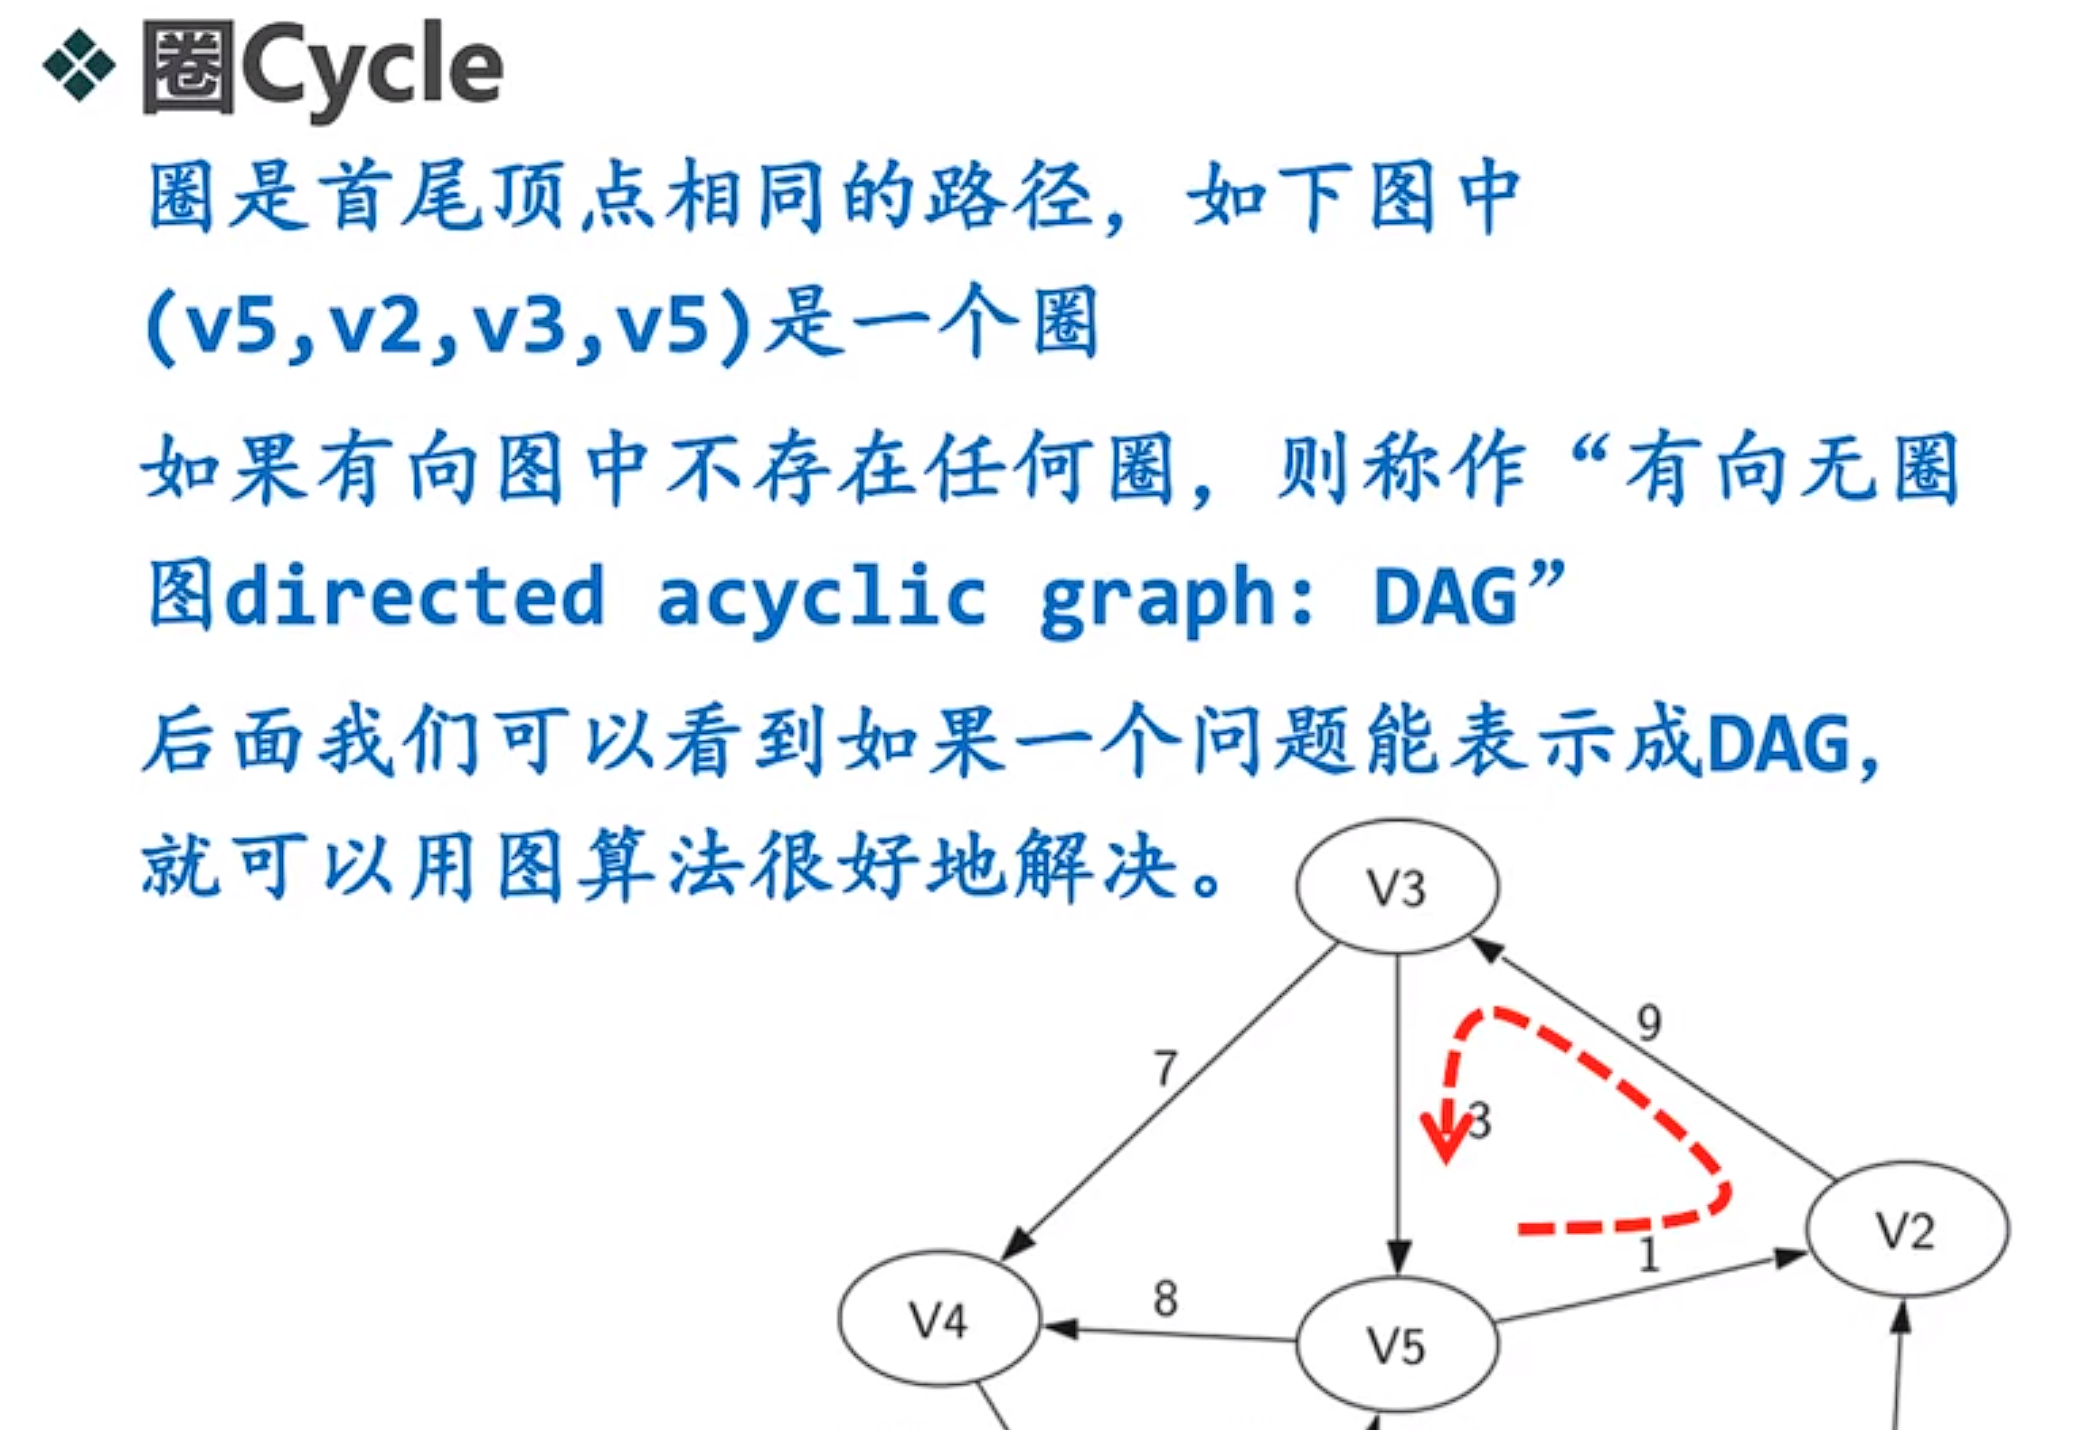 圈Cycle
圈是首尾顶点相同的路径，如下图中
(v5,v2,v3,v5)是一个圈
如果有向图中不存在任何圈，则称作“有向无圈
图directed acyclic graph: DAG”
后面我们可以看到如果一个问题能表示成DAG，
就可以用图算法很好地解决。
V3
9
7
3
V2
1
8
V4
V5